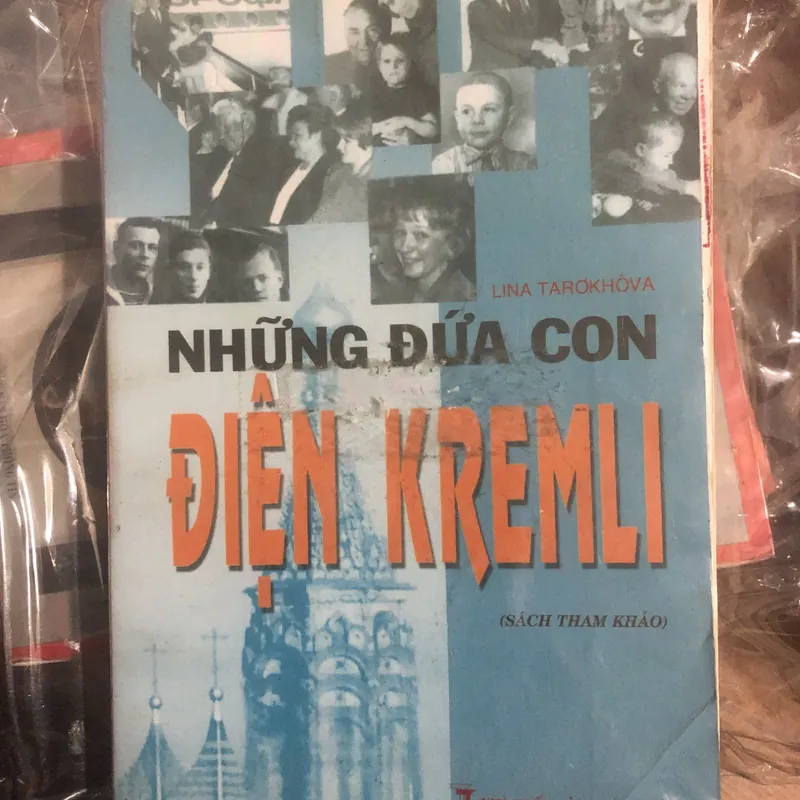 LINA TAROKHÔVA
NHỮNG ĐỨA CON
ĐIỆN KREMLI
(SÁCH THAM KHẢO)